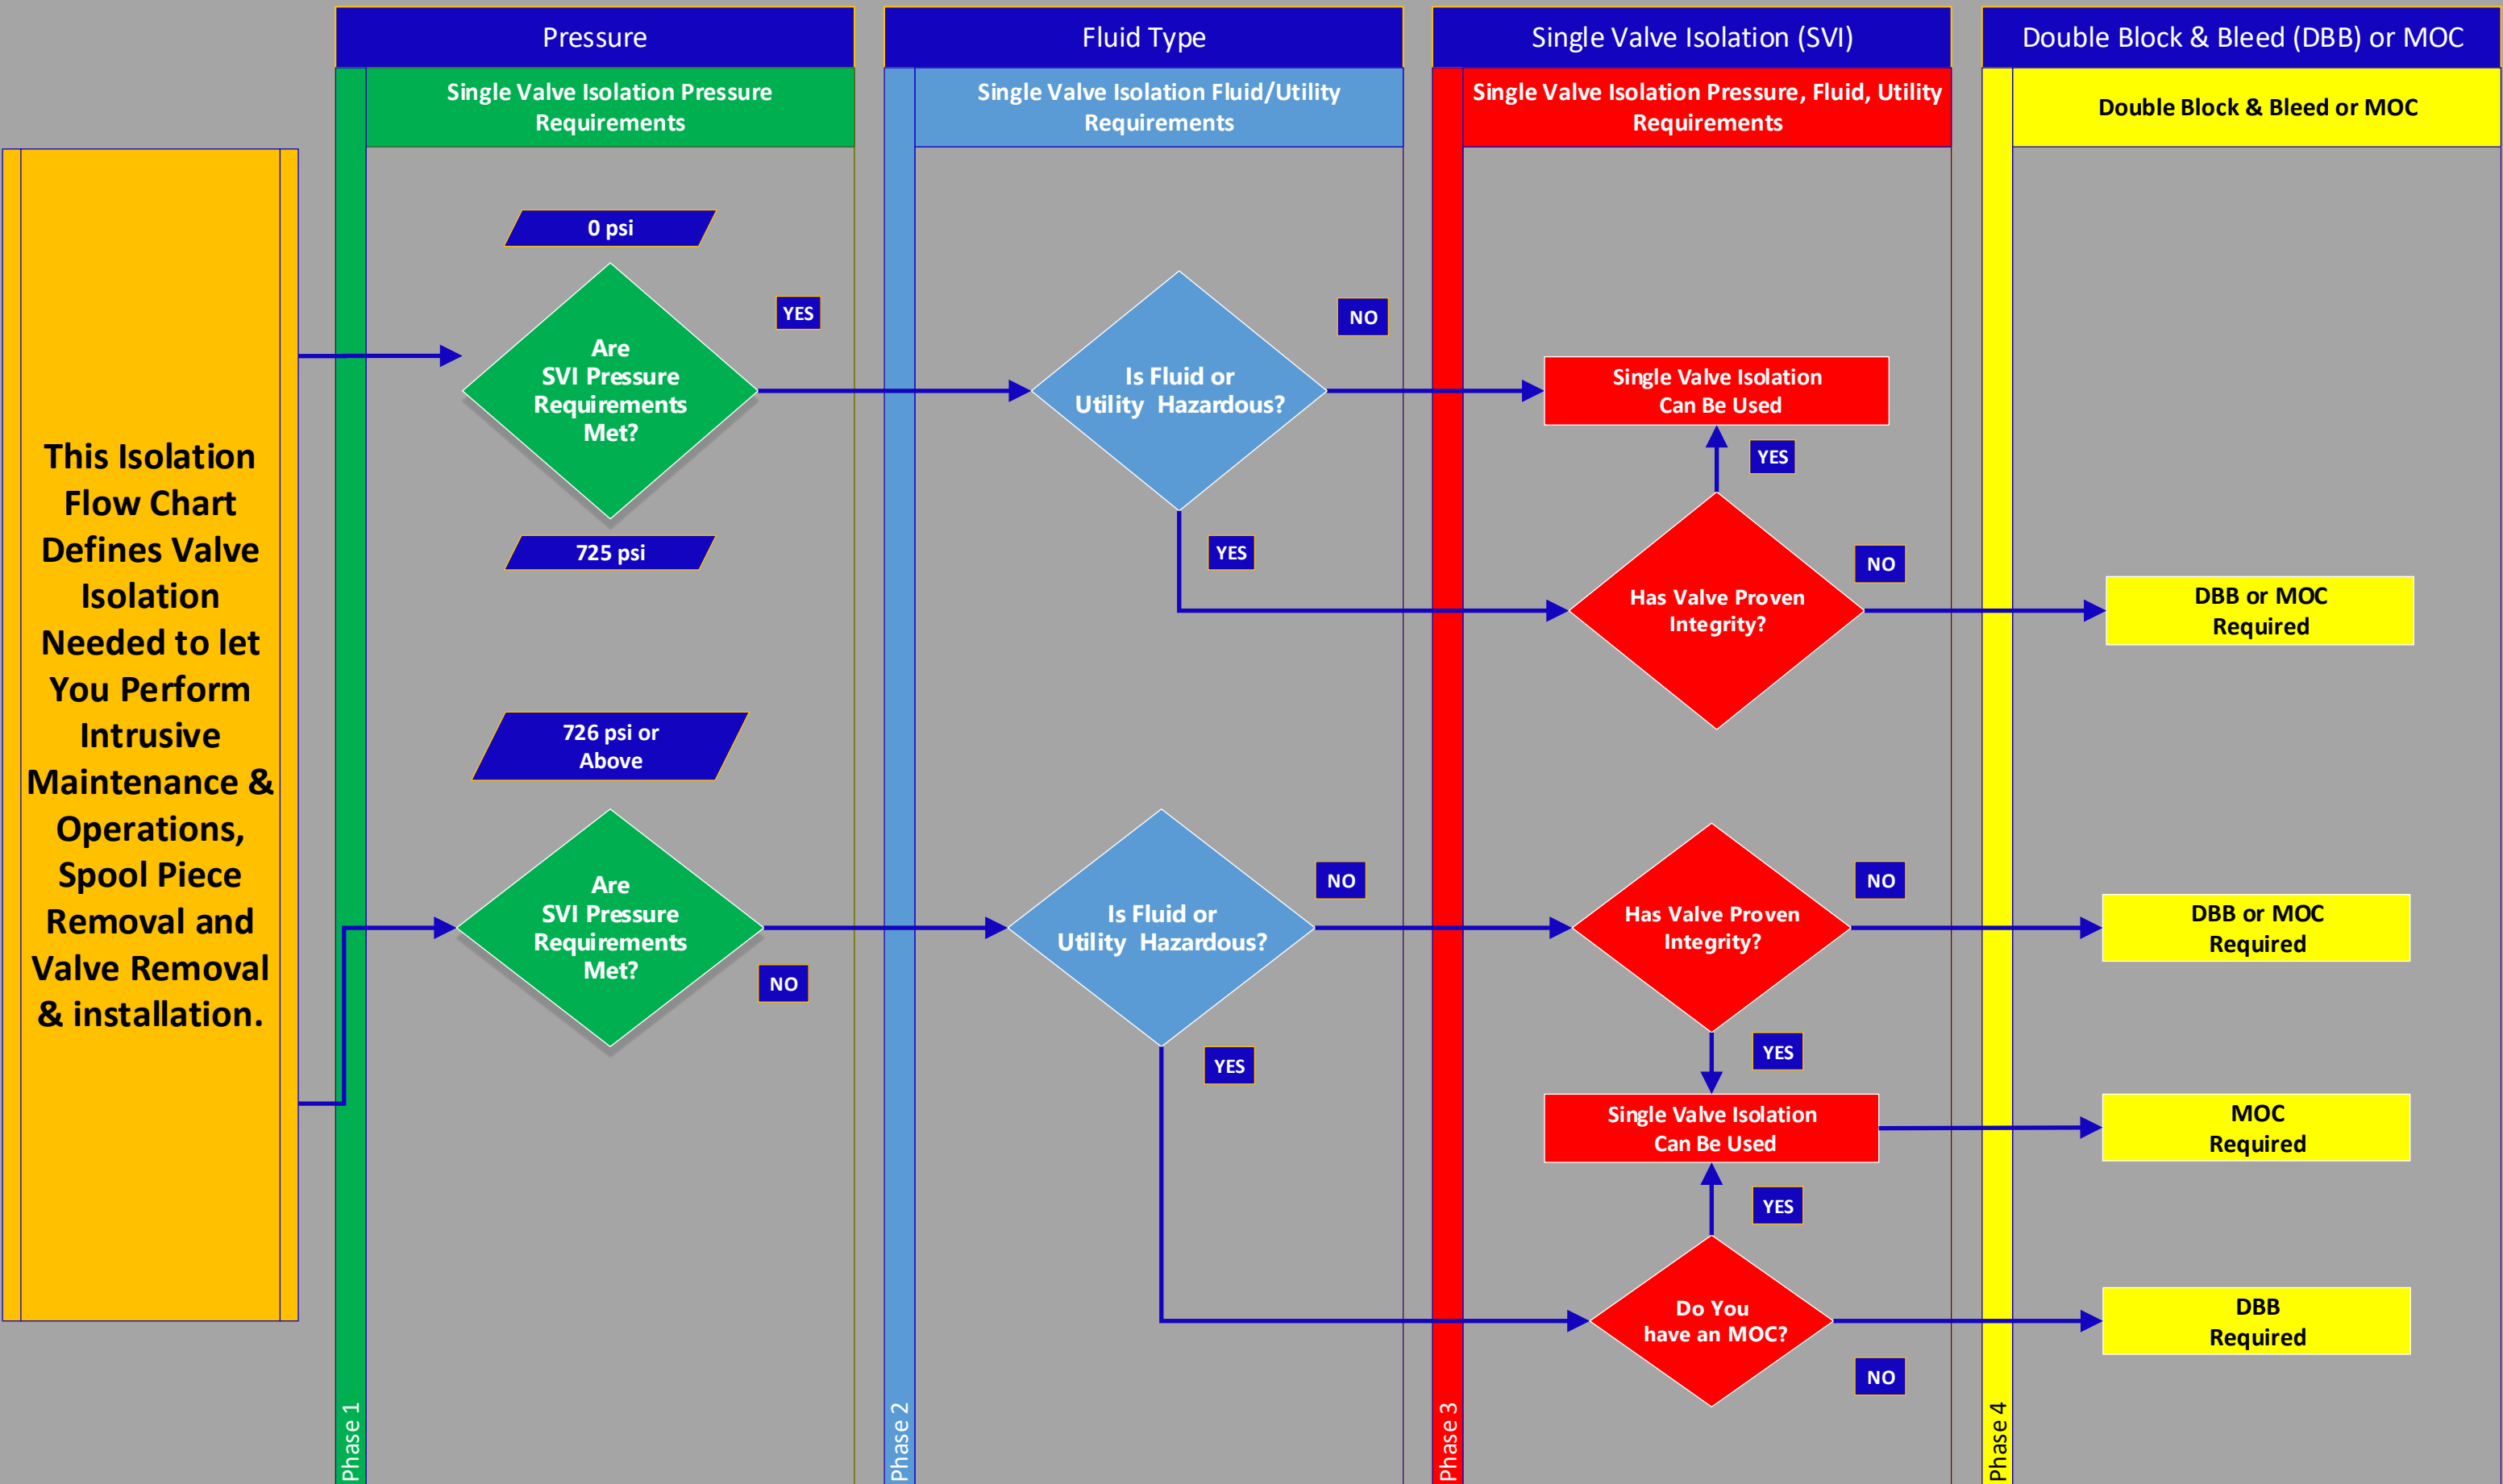 Pressure
Fluid Type
Single Valve Isolation (SVI)
Double Block & Bleed (DBB) or MOC
Single Valve Isolation Pressure
Requirements
Single Valve Isolation Fluid/Utility
Requirements
Single Valve Isolation Pressure, Fluid, Utility
Requirements
Double Block & Bleed or MOC
This Isolation
Flow Chart
Defines Valve
Isolation
Needed to let
You Perform
Intrusive
Maintenance &
Operations,
Spool Piece
Removal and
Valve Removal
& installation.
0 psi
Are
SVI Pressure
Requirements
Met?
YES
725 psi
Is Fluid or
Utility Hazardous?
NO
YES
Single Valve Isolation
Can Be Used
YES
Has Valve Proven
Integrity?
NO
DBB or MOC
Required
726 psi or
Above
Are
SVI Pressure
Requirements
Met?
NO
Is Fluid or
Utility Hazardous?
NO
YES
Has Valve Proven
Integrity?
NO
DBB or MOC
Required
YES
Single Valve Isolation
Can Be Used
MOC
Required
YES
Do You
have an MOC?
NO
DBB
Required
Phase 1
Phase 2
Phase 3
Phase 4